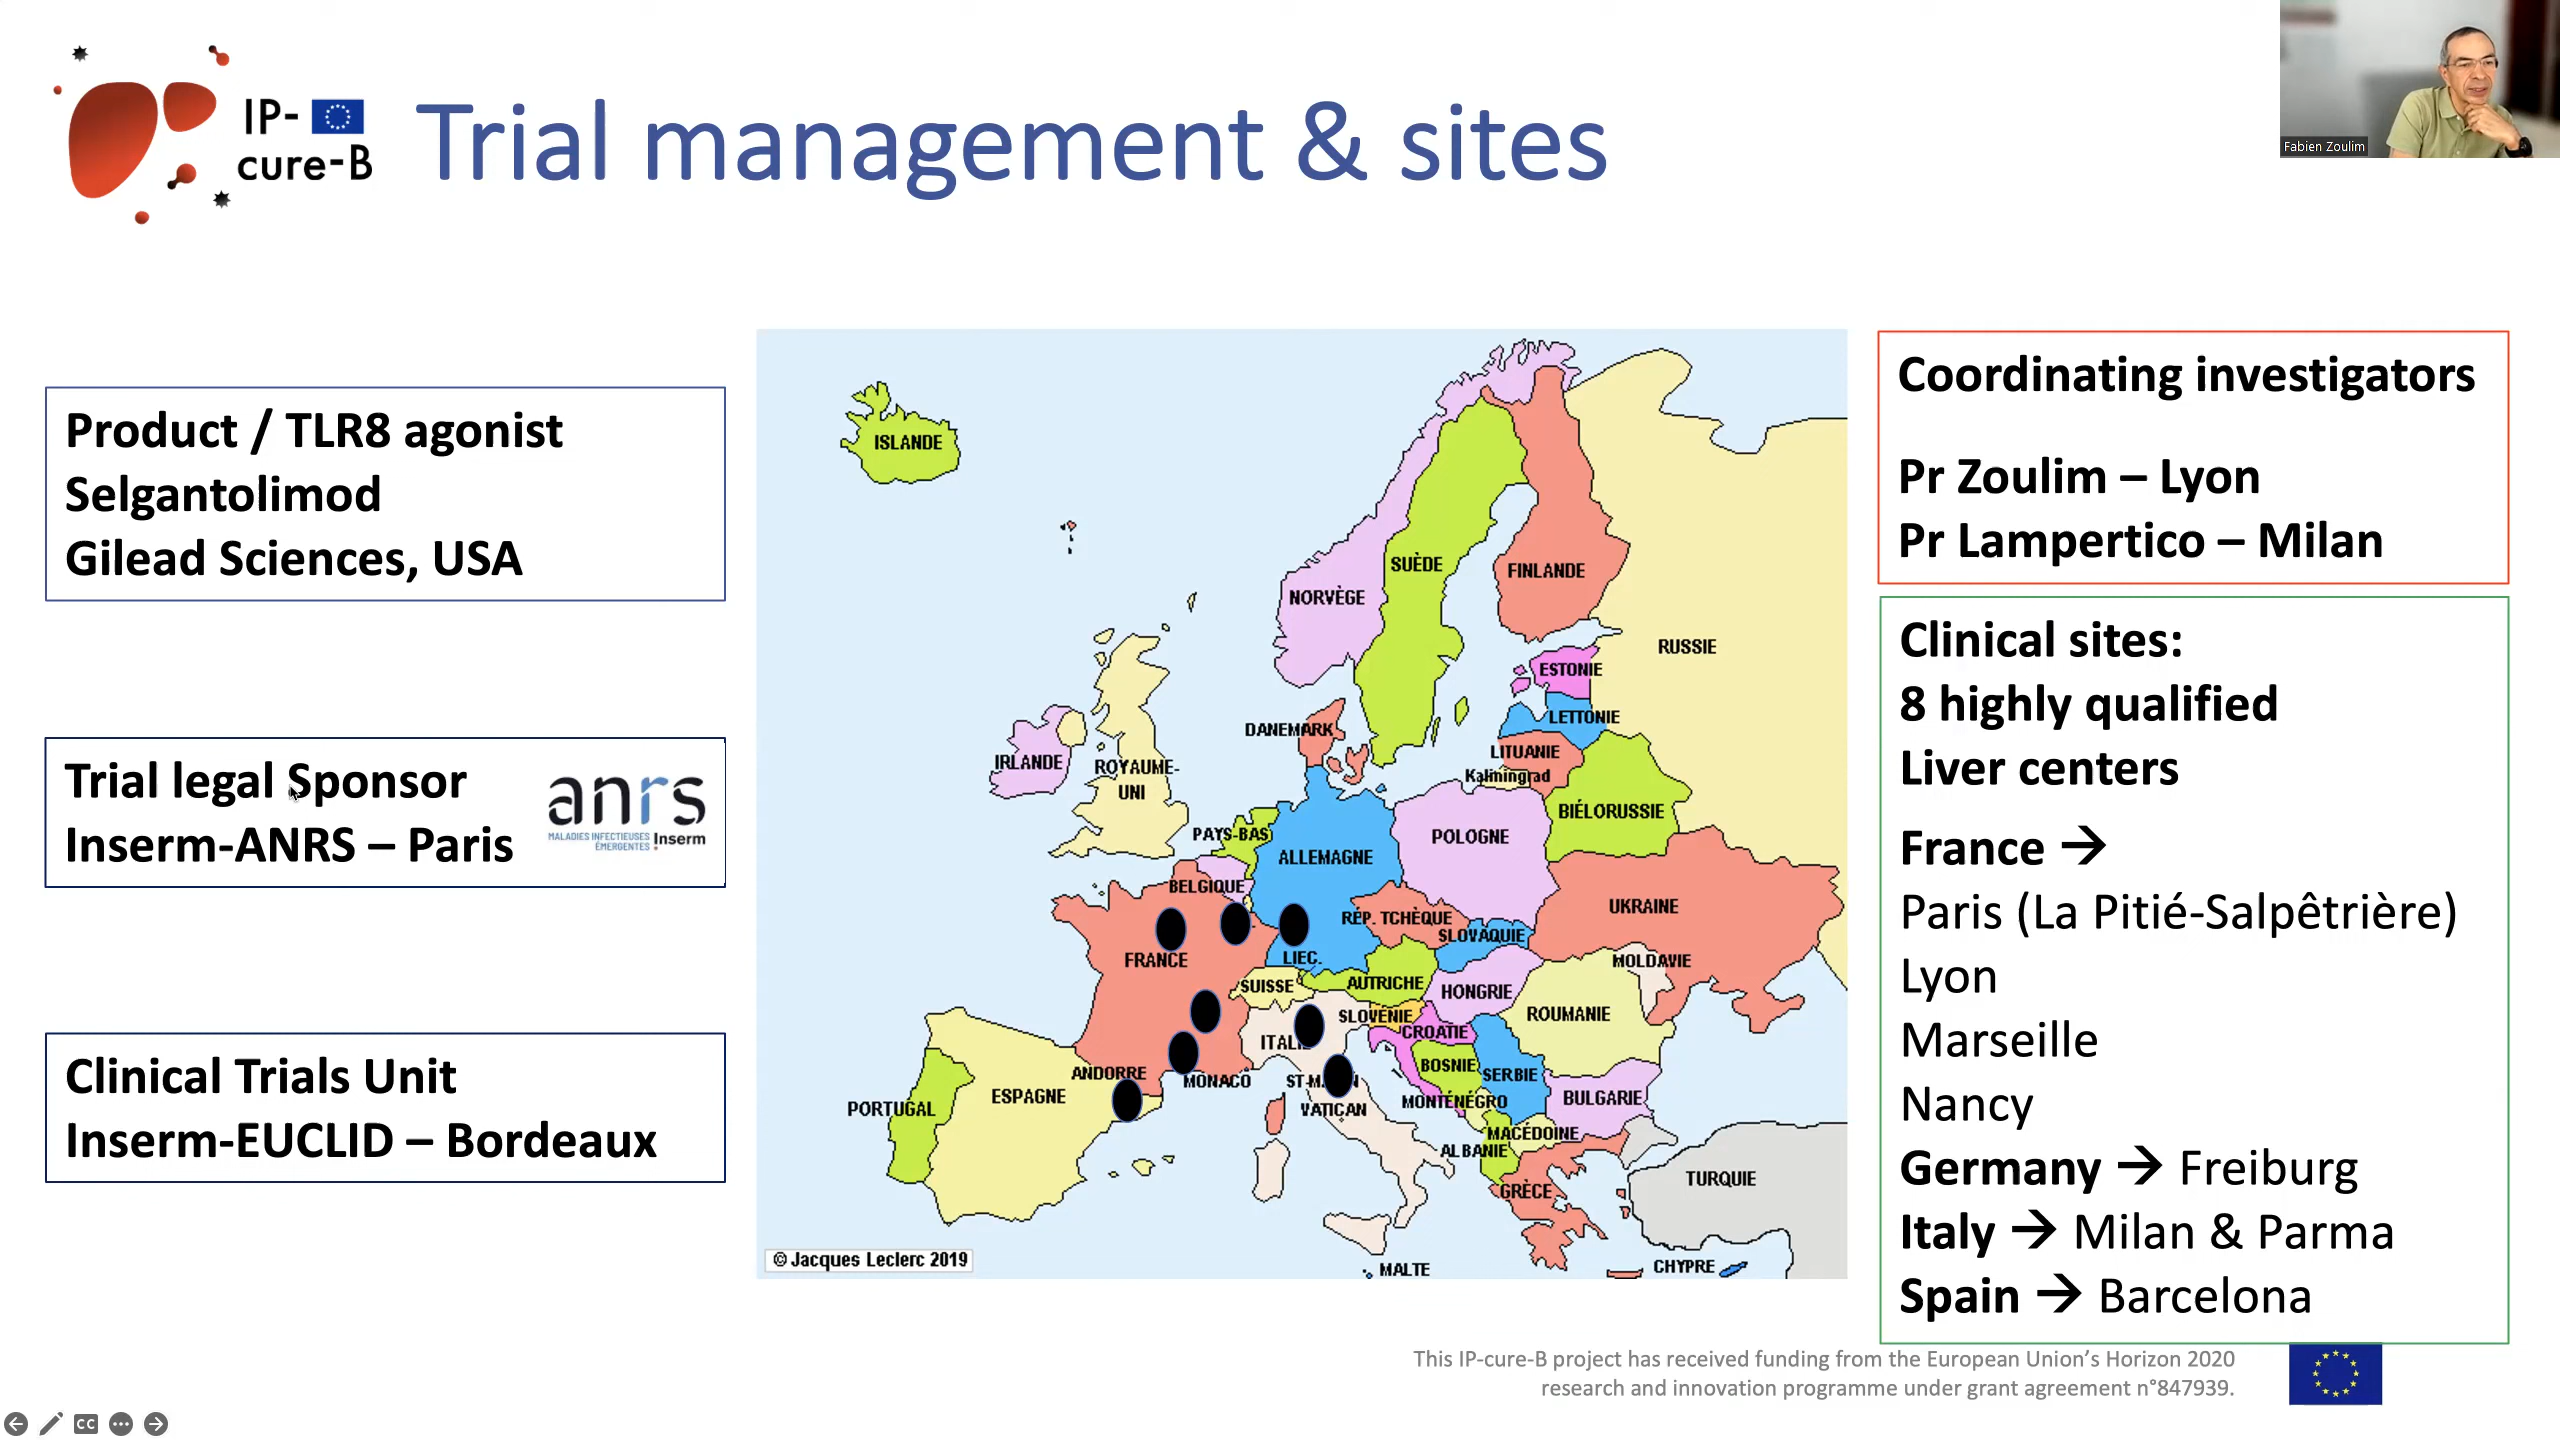 IP-
cure-B
Trial management & sites
Fabien Zoulim
Product / TLR8 agonist
Selgantolimod
Gilead Sciences, USA
Trial legal Sponsor
Inserm-ANRS – Paris
anrs
MALADIES INFECTIEUSES
ÉMERGENTES
Inserm
Clinical Trials Unit
Inserm-EUCLID – Bordeaux
ISLANDE
SUÈDE
FINLANDE
NORVÈGE
RUSSIE
ESTONIE
LETTONIE
DANEMARK
LITUANIE
IRLANDE
ROYAUME-
UNI
Kaliningrad
BIÉLORUSSIE
PAYS-BAS
POLOGNE
ALLEMAGNE
BELGIQUE
UKRAINE
RÉP. TCHÈQUE
SLOVAQUIE
FRANCE
LIEC.
MOLDAVIE
SUISSE
AUTRICHE
HONGRIE
SLOVÉNIE
ROUMANIE
CROATIE
ITALI
BOSNIE
SERBIE
ANDORRE
MONACO
ST-M.
ESPAGNE
BULGARIE
PORTUGAL
VATICAN
MONTÉNÉGRO
MACÉDOINE
ALBANIE
TURQUIE
GRÈCE
© Jacques Leclerc 2019
MALTE
CHYPRE
Coordinating investigators
Pr Zoulim – Lyon
Pr Lampertico – Milan
Clinical sites:
8 highly qualified
Liver centers
France →
Paris (La Pitié-Salpêtrière)
Lyon
Marseille
Nancy
Germany → Freiburg
Italy → Milan & Parma
Spain → Barcelona
This IP-cure-B project has received funding from the European Union's Horizon 2020
research and innovation programme under grant agreement n°847939.
CC